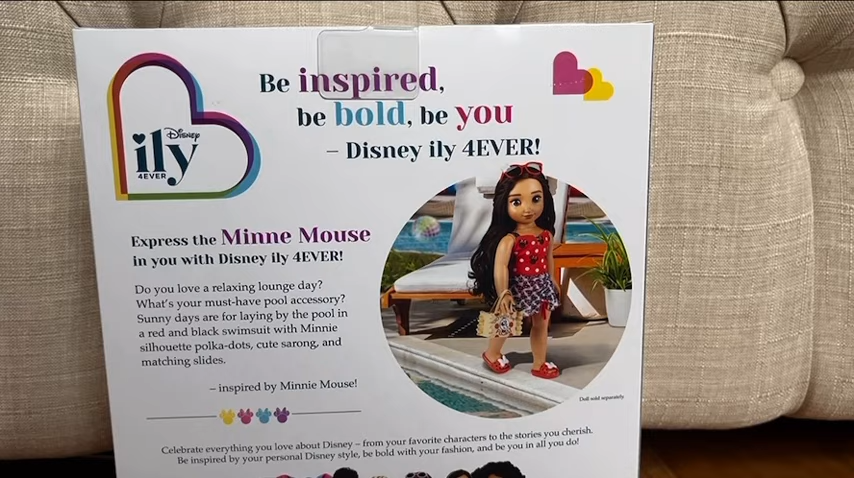 Be inspired,
be bold, be you
– Disney ily 4EVER!
Disney
ily
4EVER
Express the Minne Mouse
in you with Disney ily 4EVER!
Do you love a relaxing lounge day?
What's your must-have pool accessory?
Sunny days are for laying by the pool in
a red and black swimsuit with Minnie
silhouette polka-dots, cute sarong, and
matching slides.
– inspired by Minnie Mouse!
Doll sold separately
Celebrate everything you love about Disney – from your favorite characters to the stories you cherish.
Be inspired by your personal Disney style, be bold with your fashion, and be you in all you do!